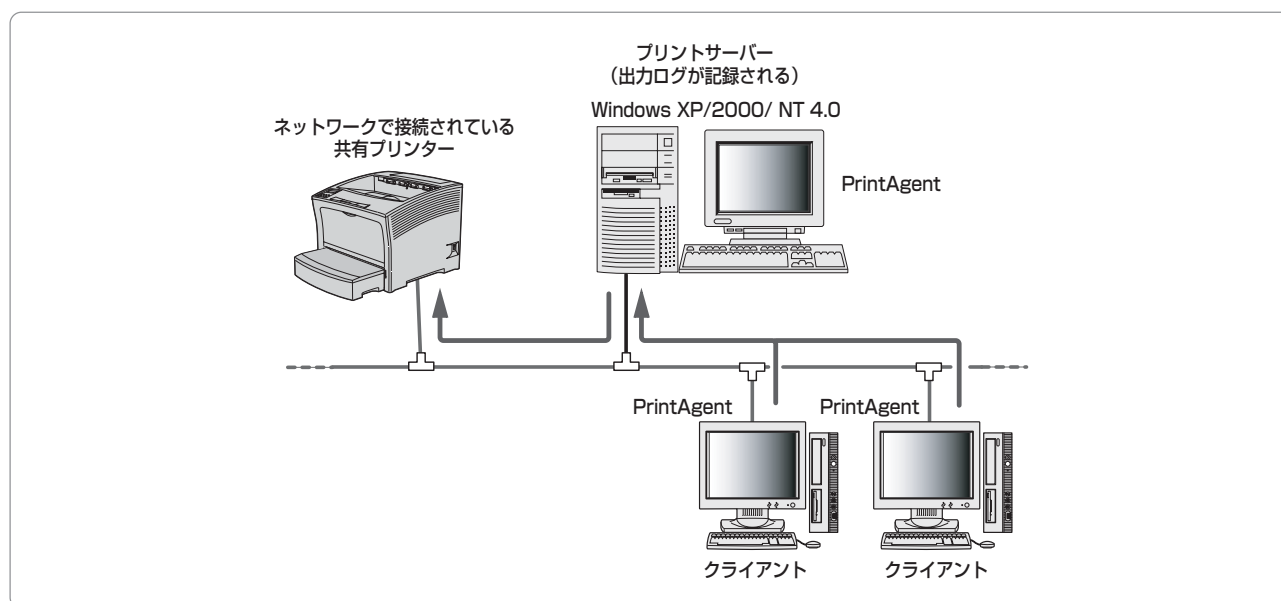 プリントサーバー
（出力ログが記録される）
Windows XP/2000/ NT 4.0
ネットワークで接続されている
共有プリンター
PrintAgent
PrintAgent
PrintAgent
クライアント
クライアント